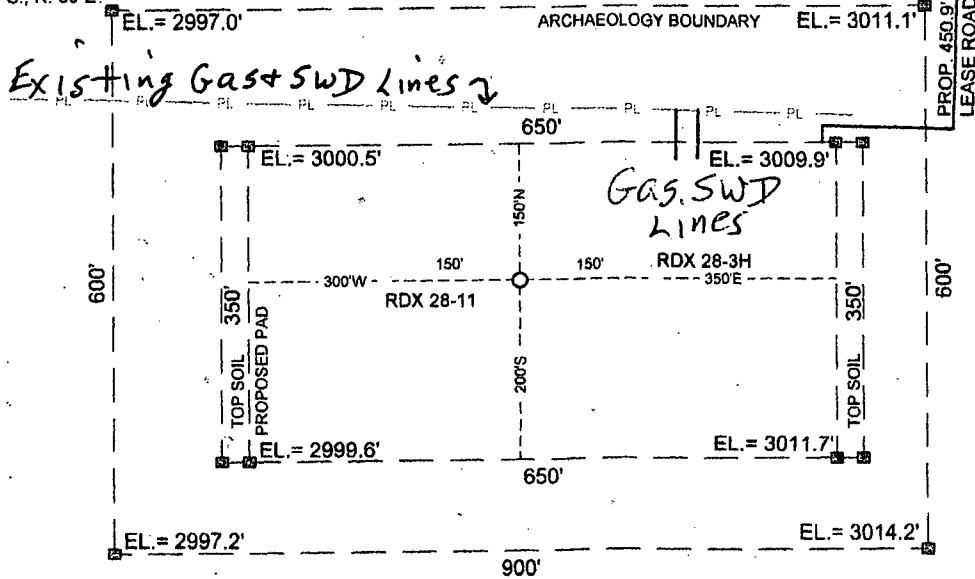 EL.= 2997.0'
ARCHAEOLOGY BOUNDARY
EL.= 3011.1'
PROP. 450.9'
LEASE ROAD
Existing Gas & SWD Lines
PL PL PL PL PL PL PL PL PL PL
650'
EL.= 3000.5'
EL.= 3009.9'
Gas, SWD
Lines
150'N
150'
150'
RDX 28-3H
300'W
350'E
RDX 28-11
600'
350'
350'
600'
TOP SOIL
PROPOSED PAD
200'S
TOP SOIL
EL.= 2999.6'
EL.= 3011.7'
650'
EL.= 2997.2'
EL.= 3014.2'
900'